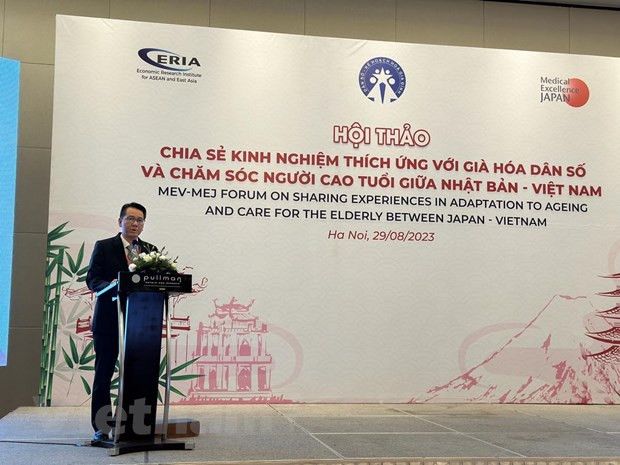 ERIA
Economic Research Institute
for ASEAN and East Asia
Medical
Excellence
JAPAN
HỘI THẢO
CHIA SẺ KINH NGHIỆM THÍCH ỨNG VỚI GIÀ HÓA DÂN SỐ
VÀ CHĂM SÓC NGƯỜI CAO TUỔI GIỮA NHẬT BẢN - VIỆT NAM
MEV-MEJ FORUM ON SHARING EXPERIENCES IN ADAPTATION TO AGEING
AND CARE FOR THE ELDERLY BETWEEN JAPAN - VIETNAM
Ha Noi, 29/08/2023
pullman